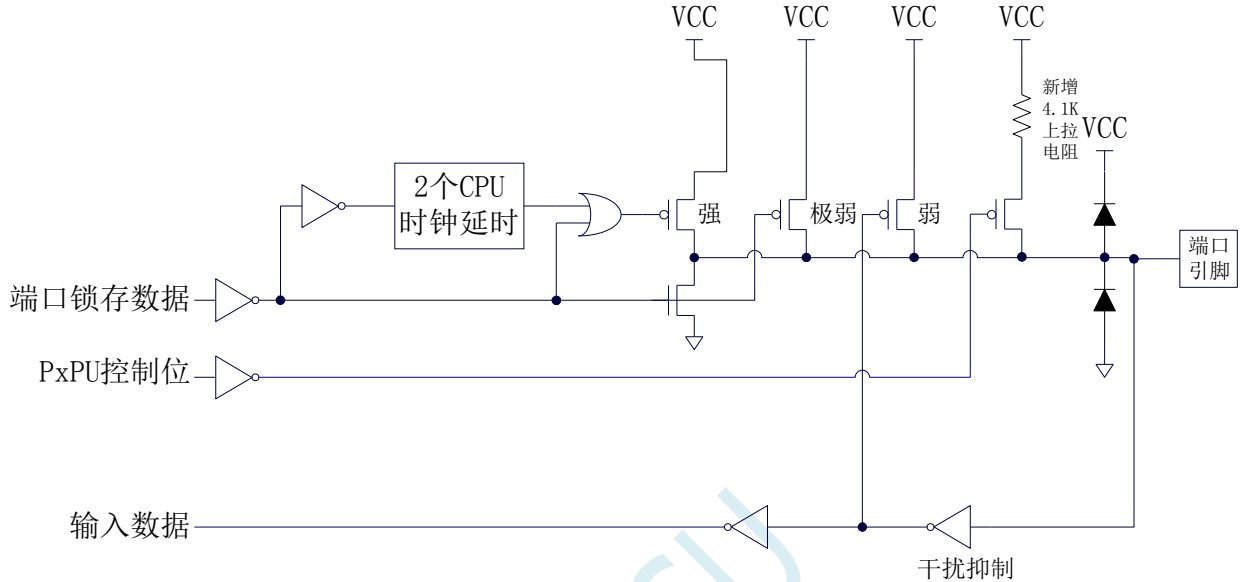 VCC
VCC
VCC
VCC
新增
4.1K
上拉
电阻
VCC
2个CPU
时钟延时
强
极弱
弱
端口
引脚
端口锁存数据
PxPU控制位
输入数据
干扰抑制
CU